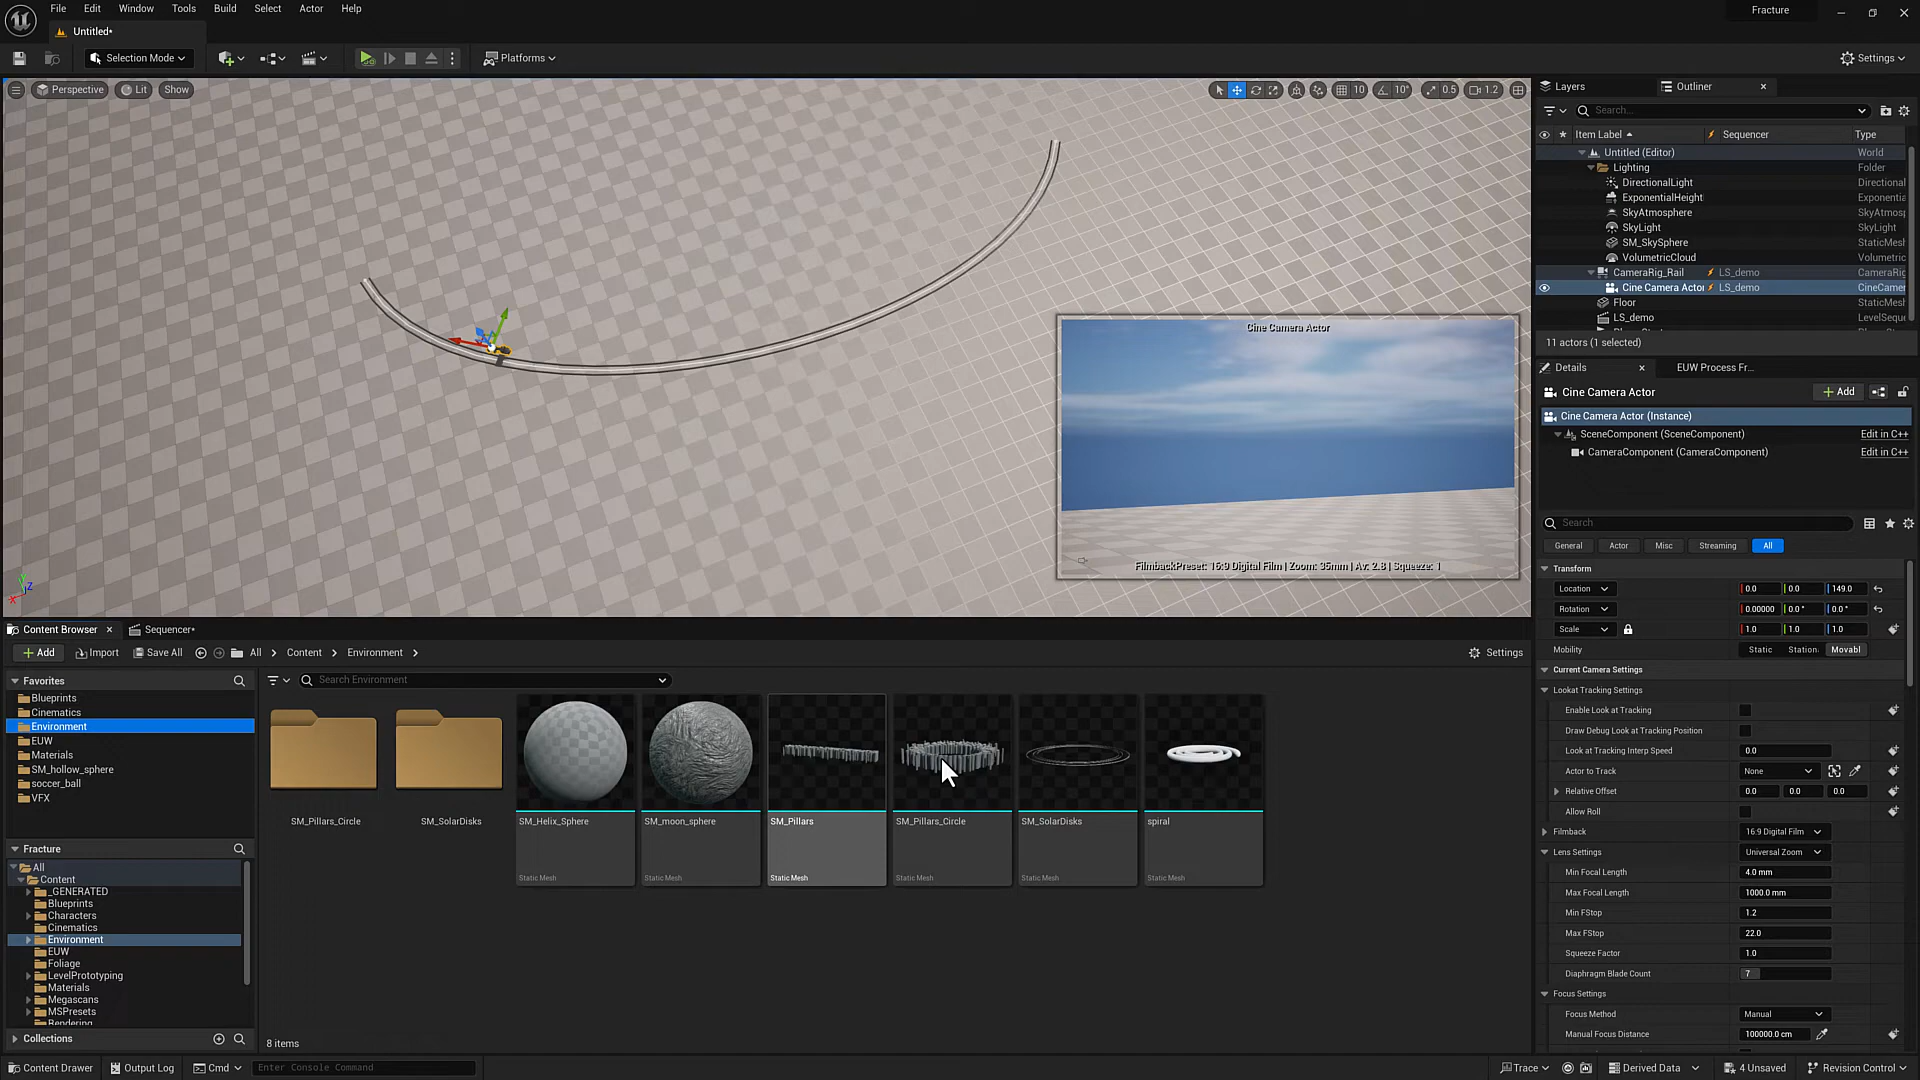 File Edit Window Tools Build Select Actor Help
Fracture
Untitled*
Selection Mode
Platforms
Settings
Perspective Lit Show
10 10° 0.5 1.2
Cine Camera Actor
FilmbackPreset: 16:9 Digital Film | Zoom: 35mm | Av: 2.8 | Squeeze: 1
Layers Outliner
Search...
Item Label Sequencer Type
Untitled (Editor) World
Lighting Folder
DirectionalLight Directional
ExponentialHeight Exponentia
SkyAtmosphere SkyAtmosp
SkyLight SkyLight
SM_SkySphere StaticMesh
VolumetricCloud Volumetric
CameraRig_Rail LS_demo CameraRig
Cine Camera Actor LS_demo CineCamer
Floor StaticMesh
LS_demo LevelSeque
11 actors (1 selected)
Details EUW Process Fr...
Cine Camera Actor Add
Cine Camera Actor (Instance)
SceneComponent (SceneComponent) Edit in C++
CameraComponent (CameraComponent) Edit in C++
Search
General Actor Misc Streaming All
Transform
Location 0.0 0.0 149.0
Rotation 0.00000 0.0° 0.0°
Scale 1.0 1.0 1.0
Mobility Static Station Movabl
Current Camera Settings
Lookat Tracking Settings
Enable Look at Tracking
Draw Debug Look at Tracking Position
Look at Tracking Interp Speed 0.0
Actor to Track None
Relative Offset 0.0 0.0 0.0
Allow Roll
Filmback 16:9 Digital Film
Lens Settings Universal Zoom
Min Focal Length 4.0 mm
Max Focal Length 1000.0 mm
Min FStop 1.2
Max FStop 22.0
Squeeze Factor 1.0
Diaphragm Blade Count 7
Focus Settings
Focus Method Manual
Manual Focus Distance 100000.0 cm
Content Browser Sequencer*
Add Import Save All All Content Environment Settings
Favorites
Blueprints
Cinematics
Environment
EUW
Materials
SM_hollow_sphere
soccer_ball
VFX
Fracture
All
Content
_GENERATED
Blueprints
Characters
Cinematics
Environment
EUW
Foliage
LevelPrototyping
Materials
Megascans
MSPresets
Rendering
Collections
Search Environment
SM_Pillars_Circle
SM_SolarDisks
SM_Helix_Sphere
Static Mesh
SM_moon_sphere
Static Mesh
SM_Pillars
Static Mesh
SM_Pillars_Circle
Static Mesh
SM_SolarDisks
Static Mesh
spiral
Static Mesh
8 items
Content Drawer Output Log Cmd Enter Console Command
Trace Derived Data 4 Unsaved Revision Control
X Z